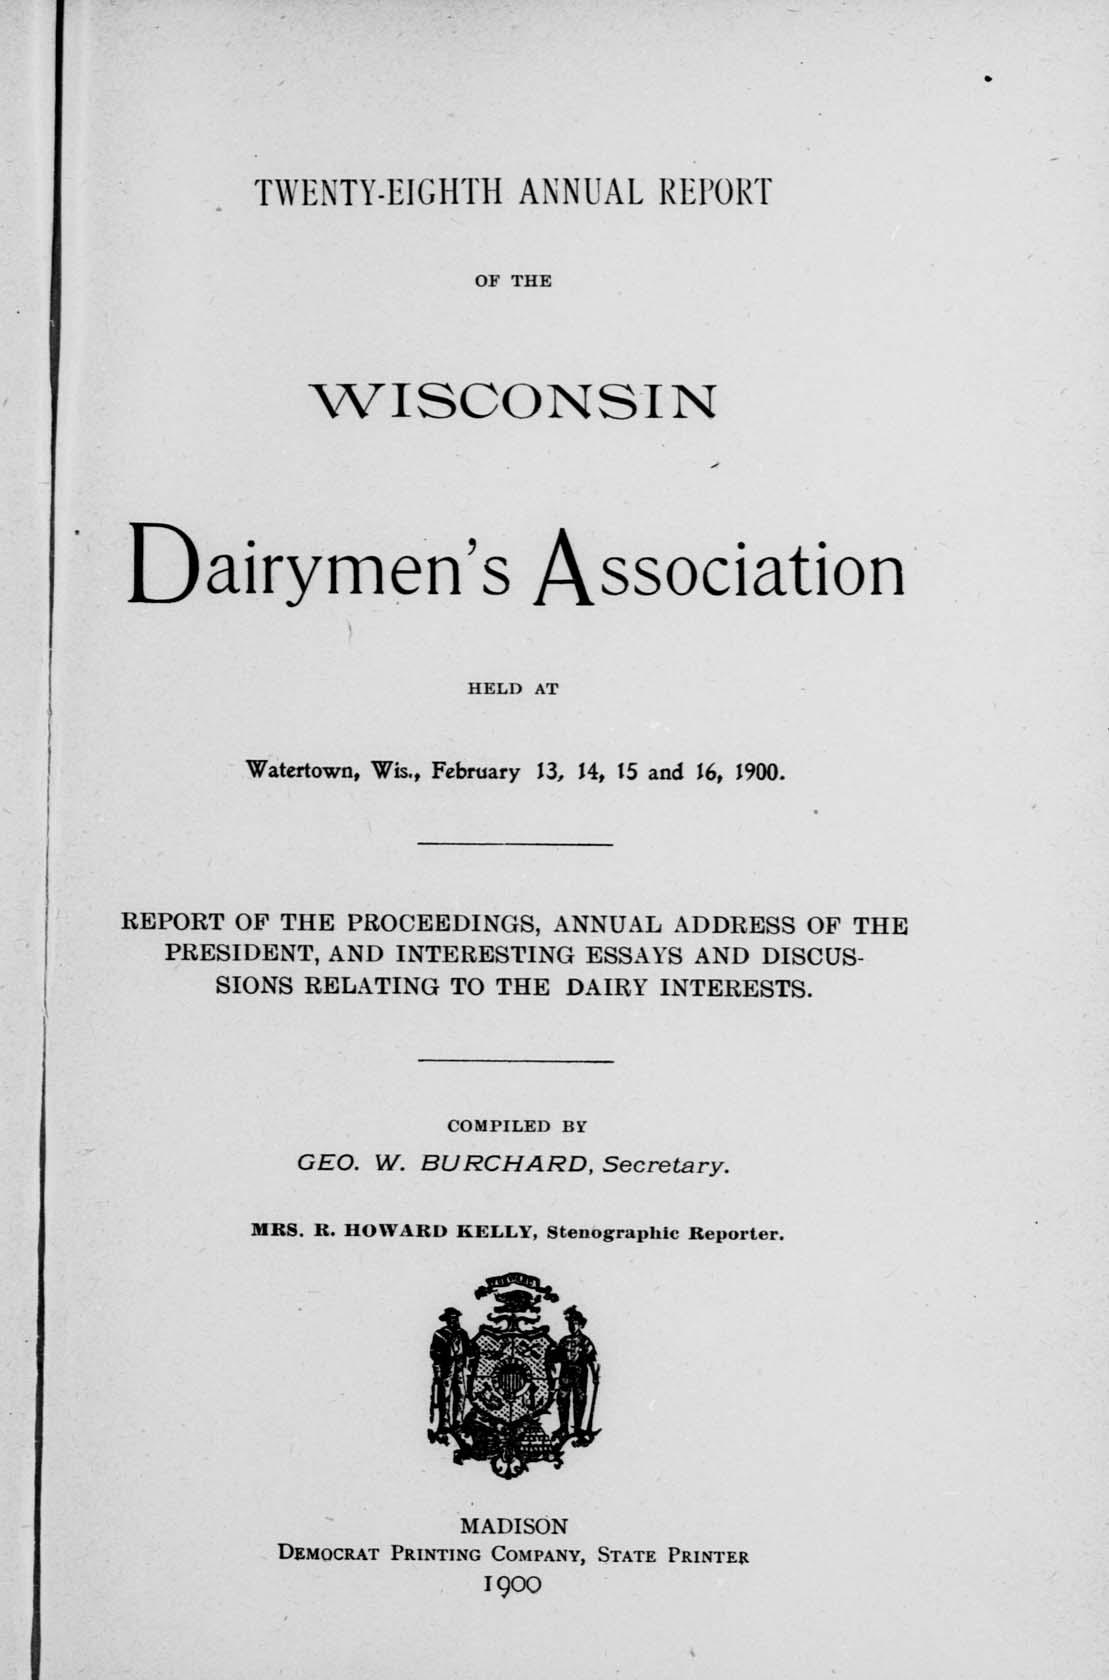 TWENTY-EIGHTH ANNUAL REPORT
OF THE
WISCONSIN
Dairymen's Association
HELD AT
Watertown, Wis., February 13, 14, 15 and 16, 1900.
REPORT OF THE PROCEEDINGS, ANNUAL ADDRESS OF THE
PRESIDENT, AND INTERESTING ESSAYS AND DISCUS-
SIONS RELATING TO THE DAIRY INTERESTS.
COMPILED BY
GEO. W. BURCHARD, Secretary.
MRS. R. HOWARD KELLY, Stenographic Reporter.
FORWARD
MADISON
DEMOCRAT PRINTING COMPANY, STATE PRINTER
1900